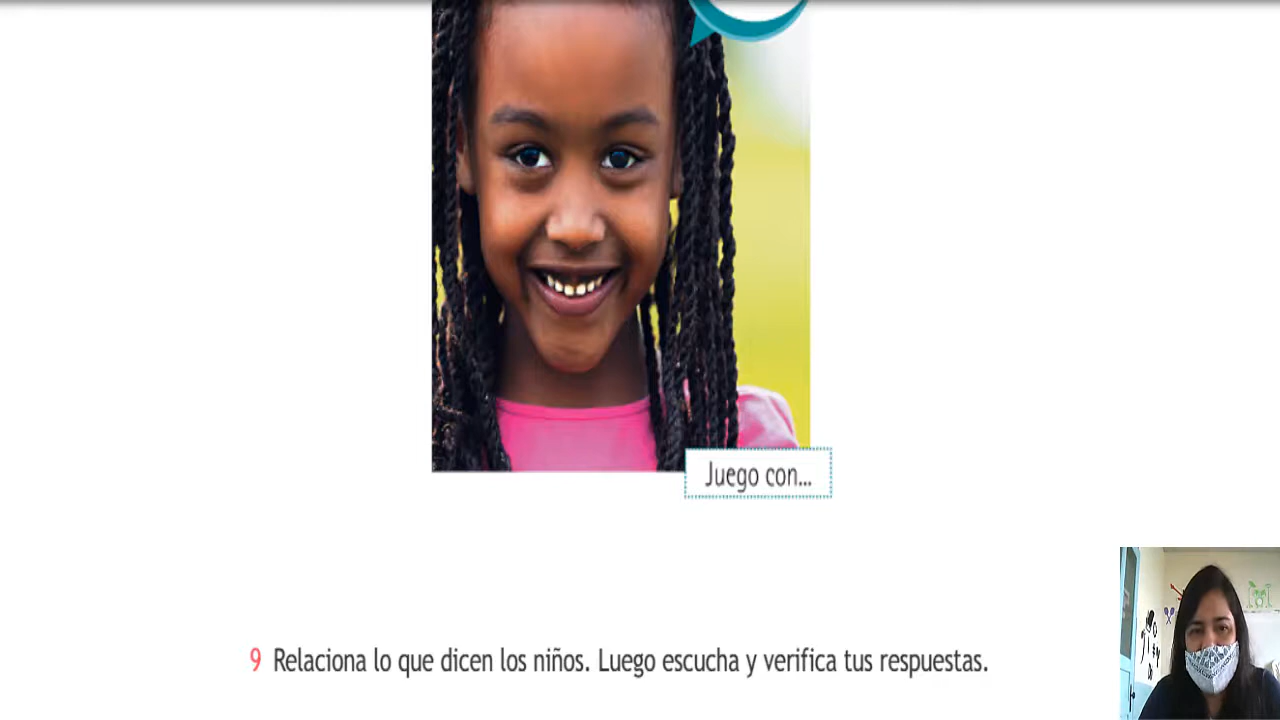 Juego con...
9 Relaciona lo que dicen los niños. Luego escucha y verifica tus respuestas.